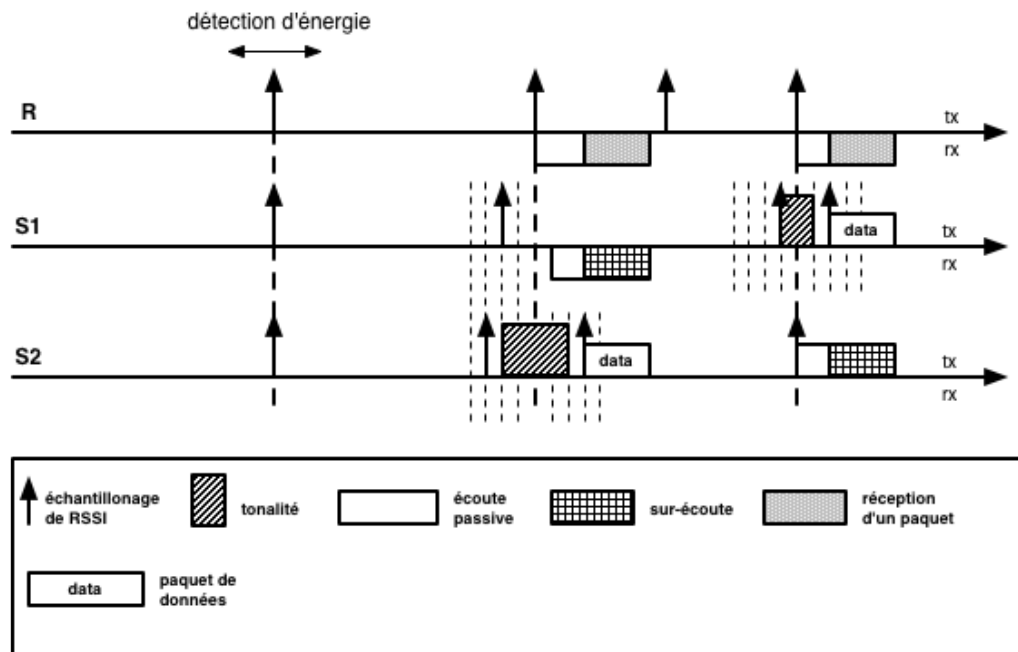 détection d'énergie
R
tx
rx
S1
data
tx
rx
S2
data
tx
rx
échantillonage
de RSSI
tonalité
écoute
passive
sur-écoute
réception
d'un paquet
data
paquet de
données